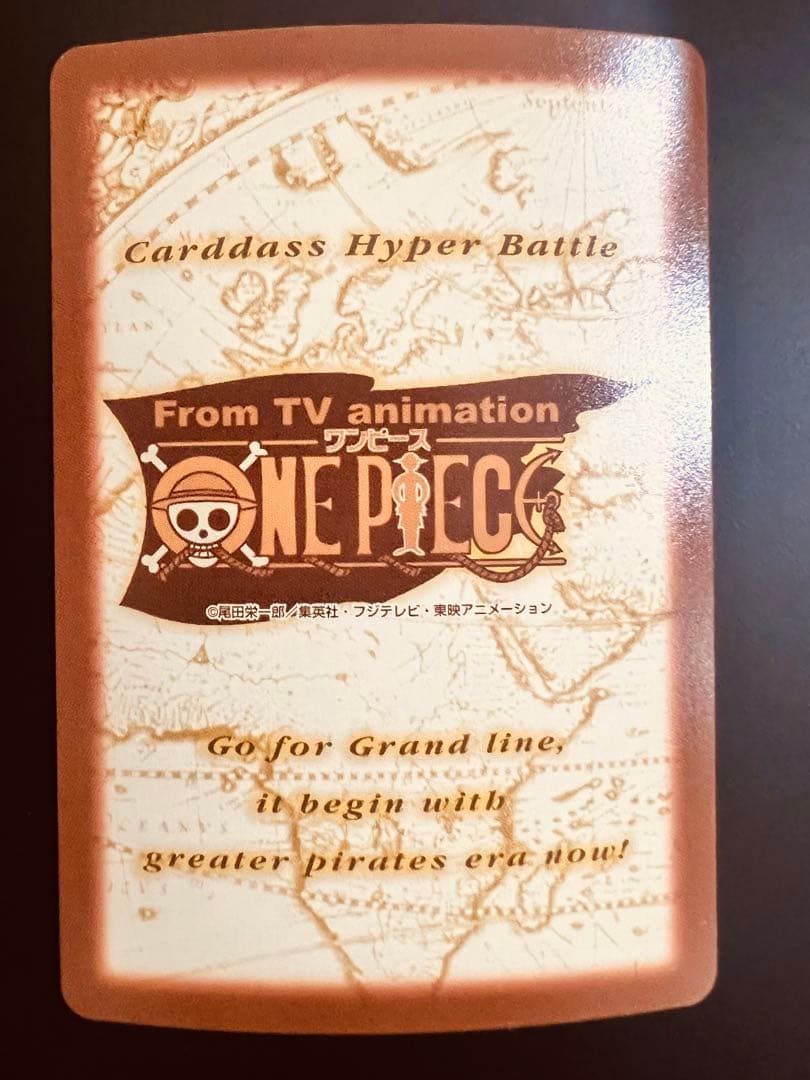 Septent
Carddass Hyper Battle
From TV animation
ワンピース
ONE PIECE
©尾田栄一郎／集英社・フジテレビ・東映アニメーション
Go for Grand line,
it begin with
greater pirates era now!